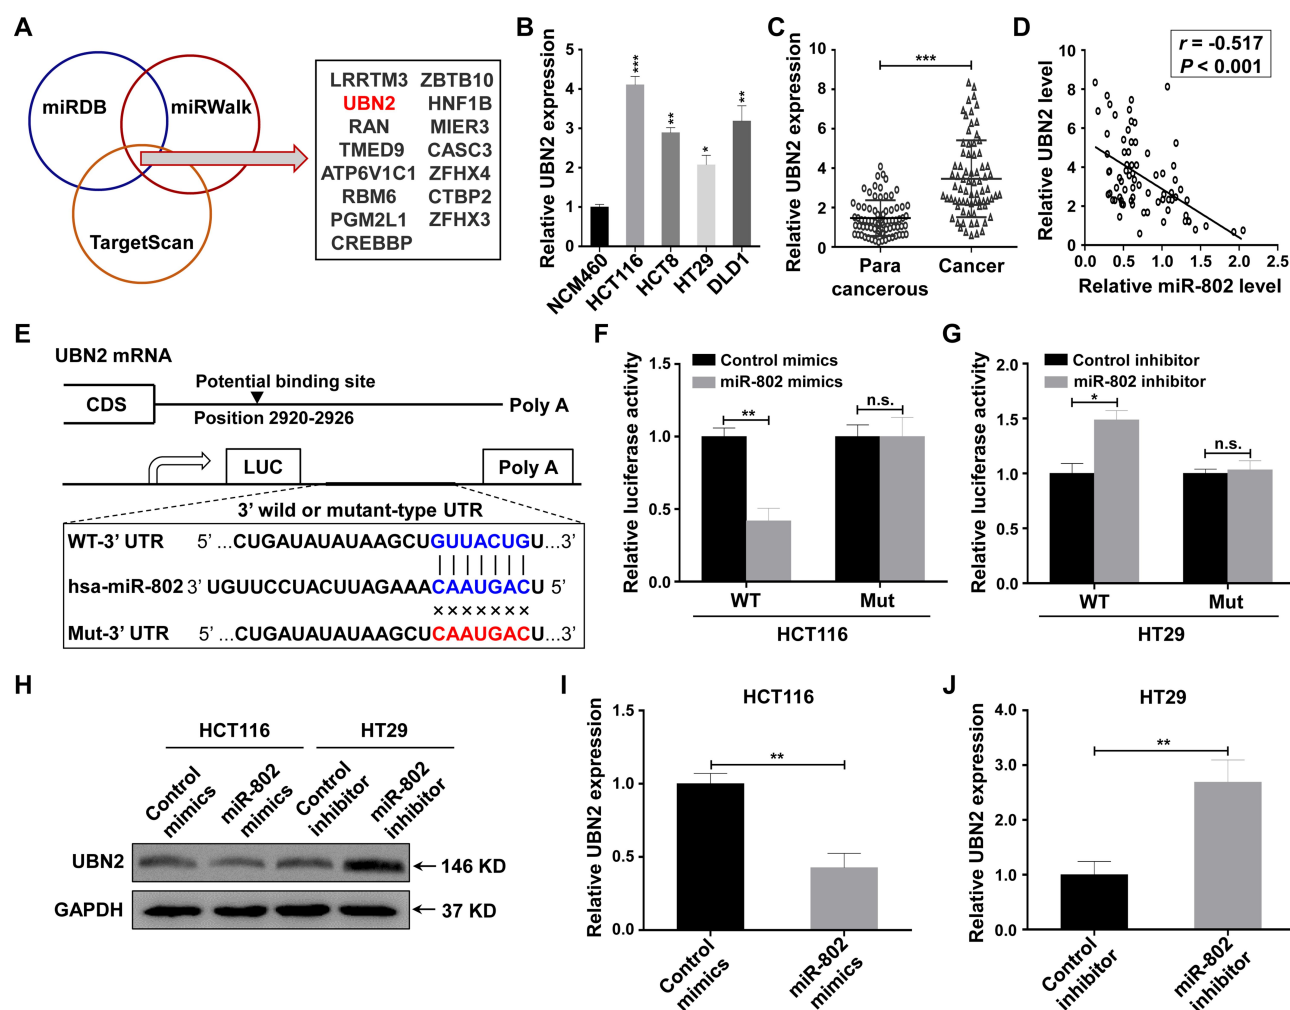 A
miRDB
miRWalk
TargetScan
LRRTM3 ZBTB10
UBN2 HNF1B
RAN MIER3
TMED9 CASC3
ATP6V1C1 ZFHX4
RBM6 CTBP2
PGM2L1 ZFHX3
CREBBP
B
Relative UBN2 expression
5
4
3
2
1
0
***
**
*
**
NCM460
HCT116
HCT8
HT29
DLD1
C
Relative UBN2 expression
10
8
6
4
2
0
***
Para
cancerous
Cancer
D
Relative UBN2 level
10
8
6
4
2
0
r = -0.517
P < 0.001
0.0 0.5 1.0 1.5 2.0 2.5
Relative miR-802 level
E
UBN2 mRNA
CDS
Potential binding site
Position 2920-2926
Poly A
LUC
Poly A
3' wild or mutant-type UTR
WT-3' UTR 5' ...CUGAUAUAUAAGCUGUUACUGU...3'
hsa-miR-802 3' UGUUCCUACUUAGAAACAAUGACU 5'
×××××××
Mut-3' UTR 5' ...CUGAUAUAUAAGCUCAAUGACU...3'
F
Relative luciferase activity
1.5
1.0
0.5
0.0
Control mimics
miR-802 mimics
**
n.s.
WT Mut
HCT116
G
Relative luciferase activity
2.0
1.5
1.0
0.5
0.0
Control inhibitor
miR-802 inhibitor
*
n.s.
WT Mut
HT29
H
HCT116 HT29
Control
mimics
miR-802
mimics
Control
inhibitor
miR-802
inhibitor
UBN2 146 KD
GAPDH 37 KD
I
HCT116
Relative UBN2 expression
1.5
1.0
0.5
0.0
**
Control
mimics
miR-802
mimics
J
HT29
Relative UBN2 expression
4.0
3.0
2.0
1.0
0.0
**
Control
inhibitor
miR-802
inhibitor